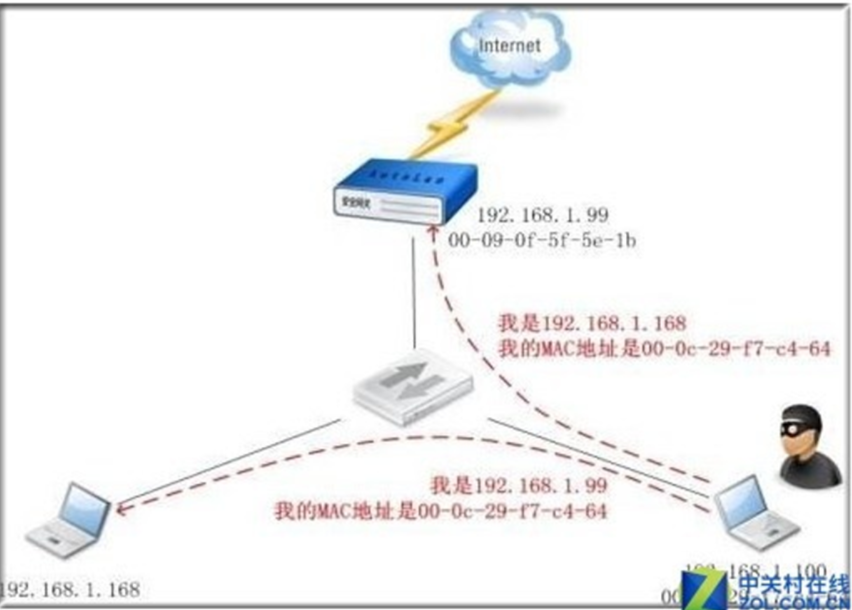 Internet
AutoLan
安全网关
192.168.1.99
00-09-0f-5f-5e-1b
我是192.168.1.168
我的MAC地址是00-0c-29-f7-c4-64
我是192.168.1.99
我的MAC地址是00-0c-29-f7-c4-64
192.168.1.168
168.1.100
中关村在线
ZOL.COM.CN